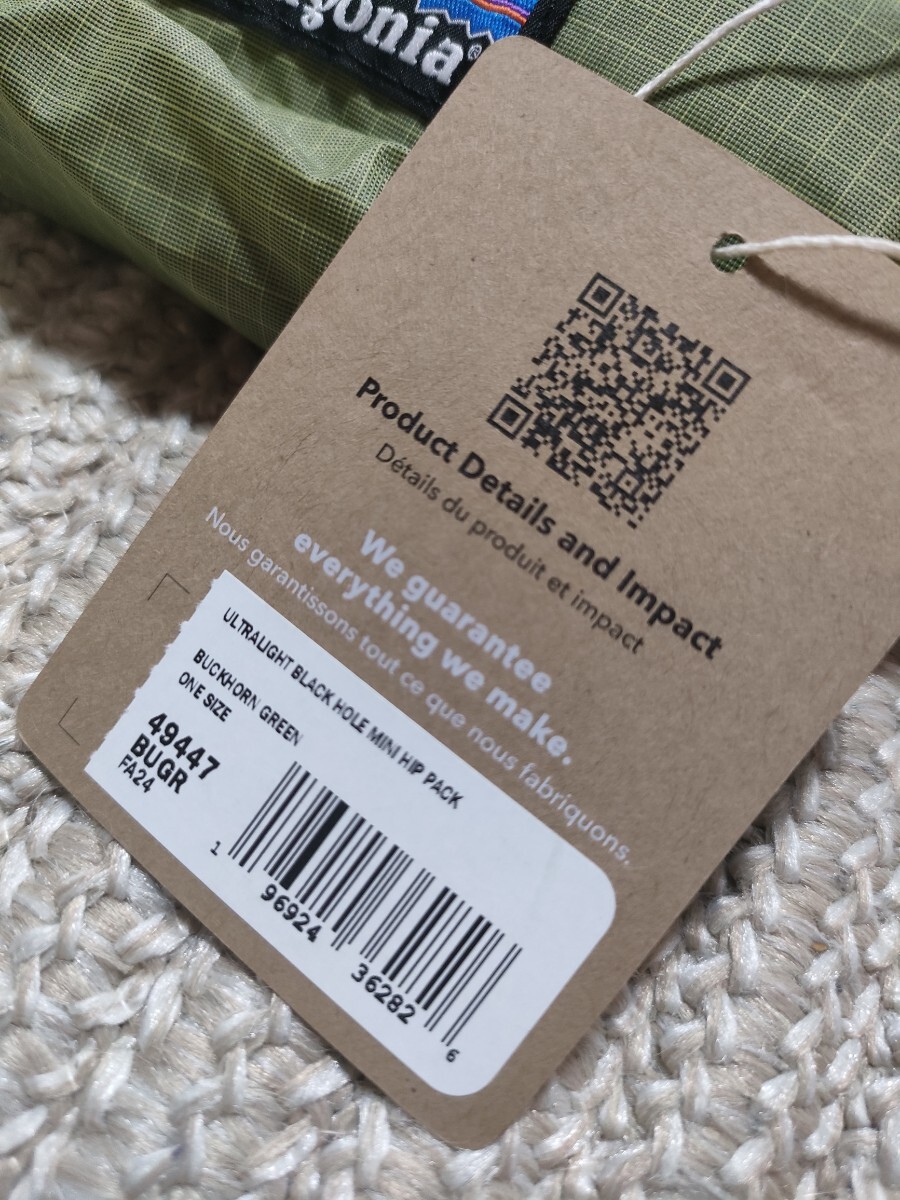 Product Details and Impact
Détails du produit et impact
We guarantee
everything we make.
Nous garantissons tout ce que nous fabriquons.
ULTRALIGHT BLACK HOLE MINI HIP PACK
BUCKHORN GREEN
ONE SIZE
49447
BUGR
FA24
1 96924 36282 6